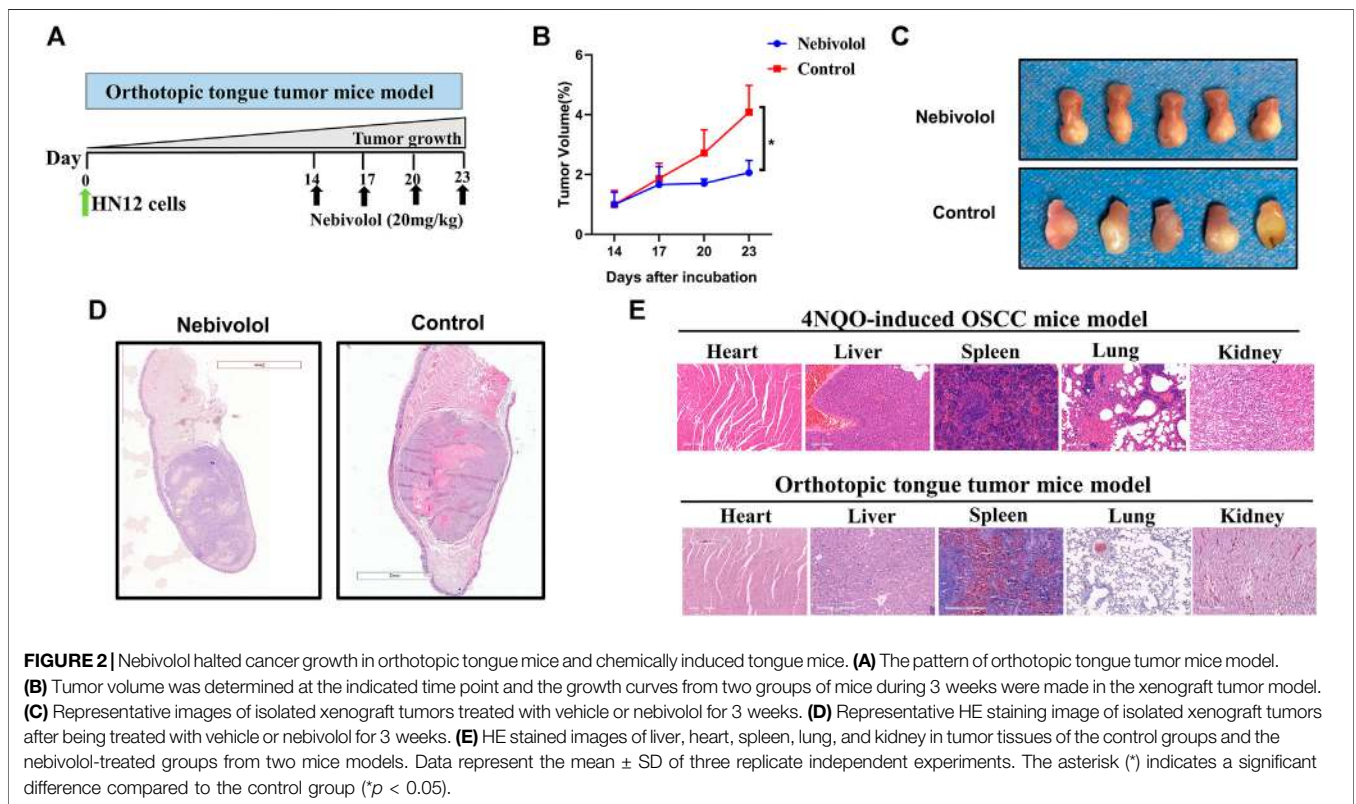 A
Orthotopic tongue tumor mice model
Tumor growth
Day
0 14 17 20 23
HN12 cells
Nebivolol (20mg/kg)
B
Nebivolol
Control
6
4
2
0
Tumor Volume(%)
*
14 17 20 23
Days after incubation
C
Nebivolol
Control
D
Nebivolol Control
E
4NQO-induced OSCC mice model
Heart Liver Spleen Lung Kidney
Orthotopic tongue tumor mice model
Heart Liver Spleen Lung Kidney
FIGURE 2 | Nebivolol halted cancer growth in orthotopic tongue mice and chemically induced tongue mice. (A) The pattern of orthotopic tongue tumor mice model.
(B) Tumor volume was determined at the indicated time point and the growth curves from two groups of mice during 3 weeks were made in the xenograft tumor model.
(C) Representative images of isolated xenograft tumors treated with vehicle or nebivolol for 3 weeks. (D) Representative HE staining image of isolated xenograft tumors
after being treated with vehicle or nebivolol for 3 weeks. (E) HE stained images of liver, heart, spleen, lung, and kidney in tumor tissues of the control groups and the
nebivolol-treated groups from two mice models. Data represent the mean ± SD of three replicate independent experiments. The asterisk (*) indicates a significant
difference compared to the control group (*p < 0.05).